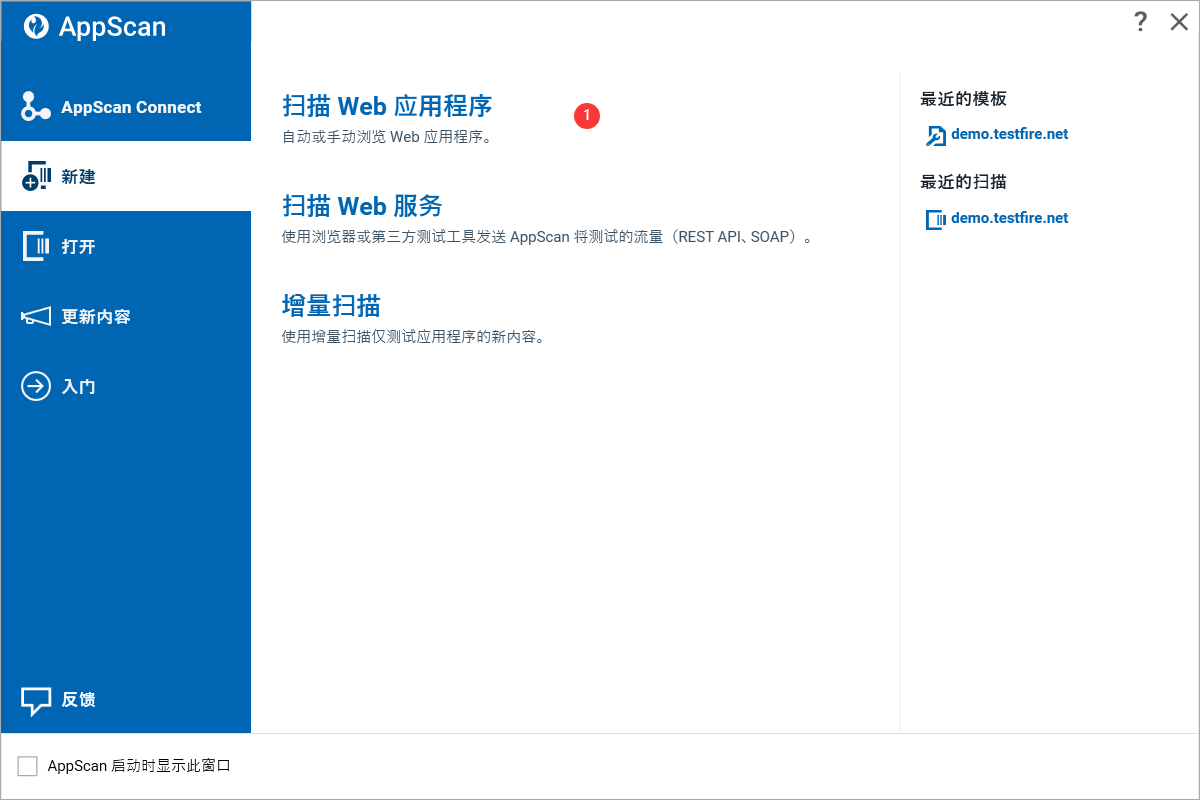 AppScan
?
AppScan Connect
新建
打开
更新内容
入门
反馈
扫描 Web 应用程序
1
自动或手动浏览 Web 应用程序。
扫描 Web 服务
使用浏览器或第三方测试工具发送 AppScan 将测试的流量（REST API、SOAP）。
增量扫描
使用增量扫描仅测试应用程序的新内容。
最近的模板
demo.testfire.net
最近的扫描
demo.testfire.net
AppScan 启动时显示此窗口